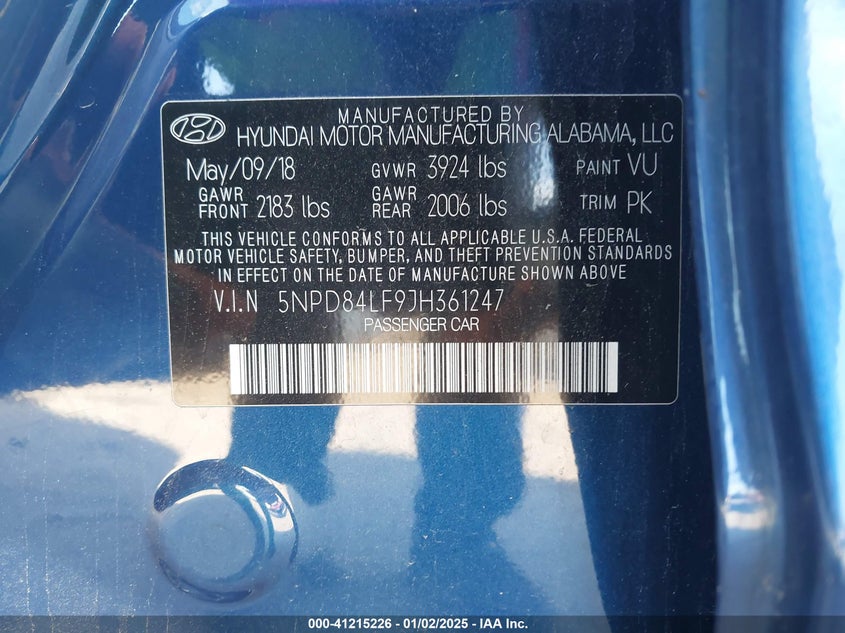 MANUFACTURED BY
HYUNDAI MOTOR MANUFACTURING ALABAMA, LLC
May/09/18 GVWR 3924 lbs PAINT VU
GAWR FRONT 2183 lbs GAWR REAR 2006 lbs TRIM PK
THIS VEHICLE CONFORMS TO ALL APPLICABLE U.S.A. FEDERAL
MOTOR VEHICLE SAFETY, BUMPER, AND THEFT PREVENTION STANDARDS
IN EFFECT ON THE DATE OF MANUFACTURE SHOWN ABOVE
V.I.N 5NPD84LF9JH361247
PASSENGER CAR
000-41215226 - 01/02/2025 - IAA Inc.